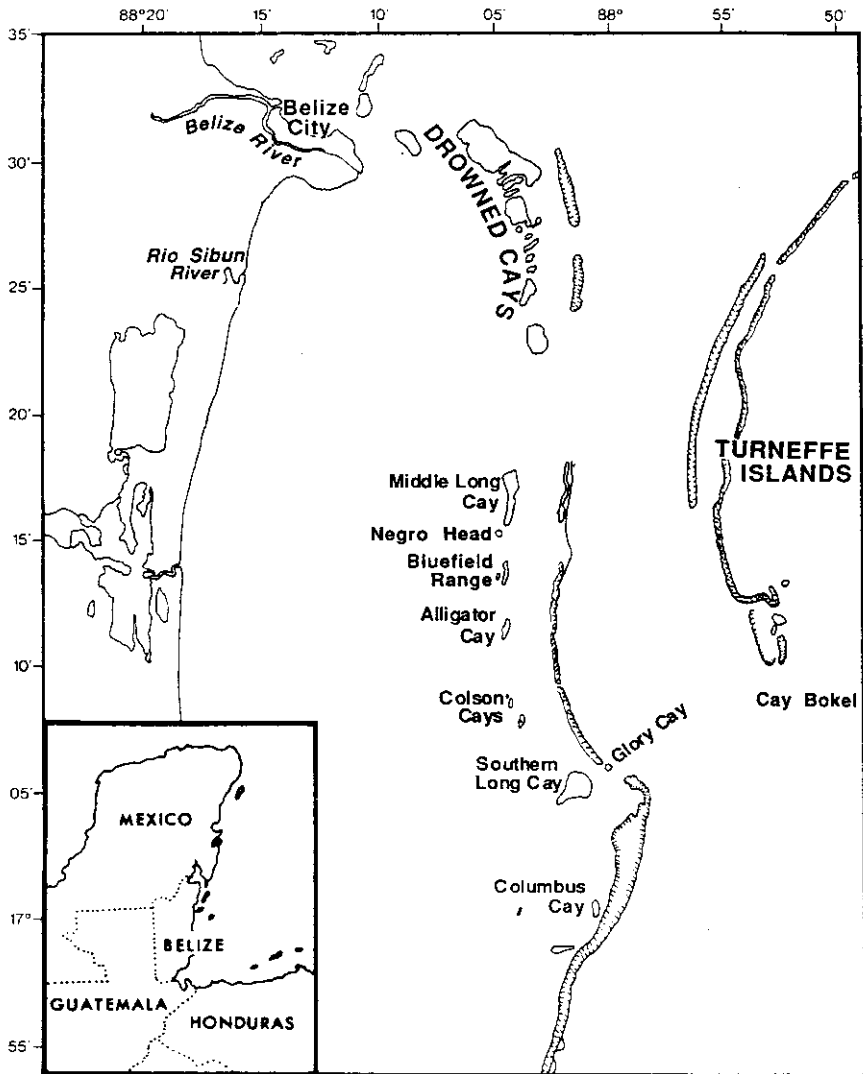 88°20′ 15′ 10′ 05′ 88° 55′ 50′
35′
Belize
City
Belize River
30′
DROWNED CAYS
Rio Sibun
River
25′
20′
TURNEFFE
ISLANDS
Middle Long
Cay
Negro Head
15′
Bluefield
Range
Alligator
Cay
10′
Colson
Cays
Cay Bokel
Glory Cay
Southern
Long Cay
05′
MEXICO
Columbus
Cay
17°
BELIZE
GUATEMALA
HONDURAS
55′